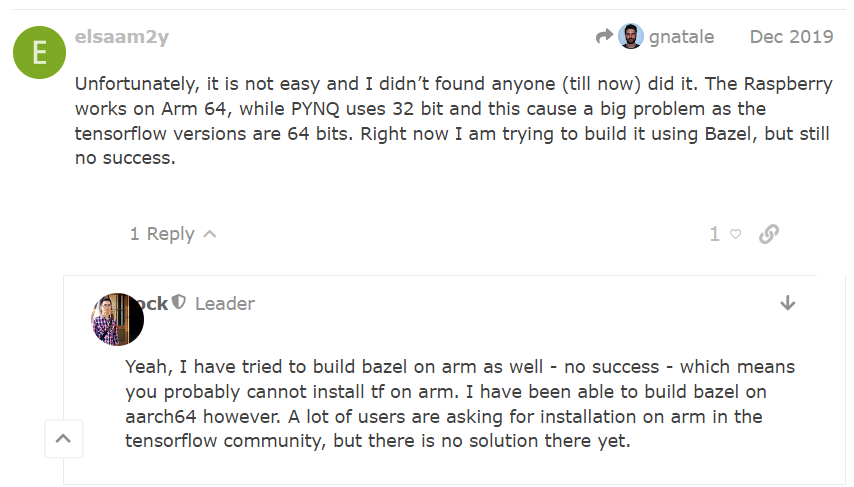 elsaam2y
gnatale
Dec 2019
E
Unfortunately, it is not easy and I didn’t found anyone (till now) did it. The Raspberry
works on Arm 64, while PYNQ uses 32 bit and this cause a big problem as the
tensorflow versions are 64 bits. Right now I am trying to build it using Bazel, but still
no success.
1 Reply
1
Leader
Yeah, I have tried to build bazel on arm as well - no success - which means
you probably cannot install tf on arm. I have been able to build bazel on
aarch64 however. A lot of users are asking for installation on arm in the
tensorflow community, but there is no solution there yet.